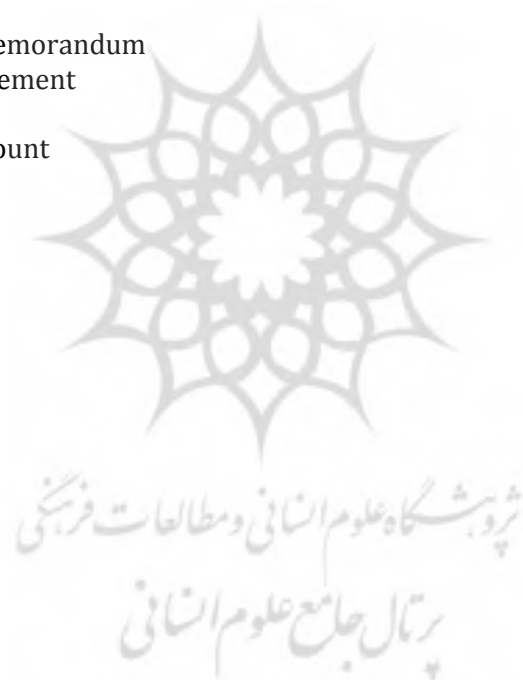 emorandum
ement
ount
پژوهشگاه علوم انسانی و مطالعات فرهنگی
پرتال جامع علوم انسانی